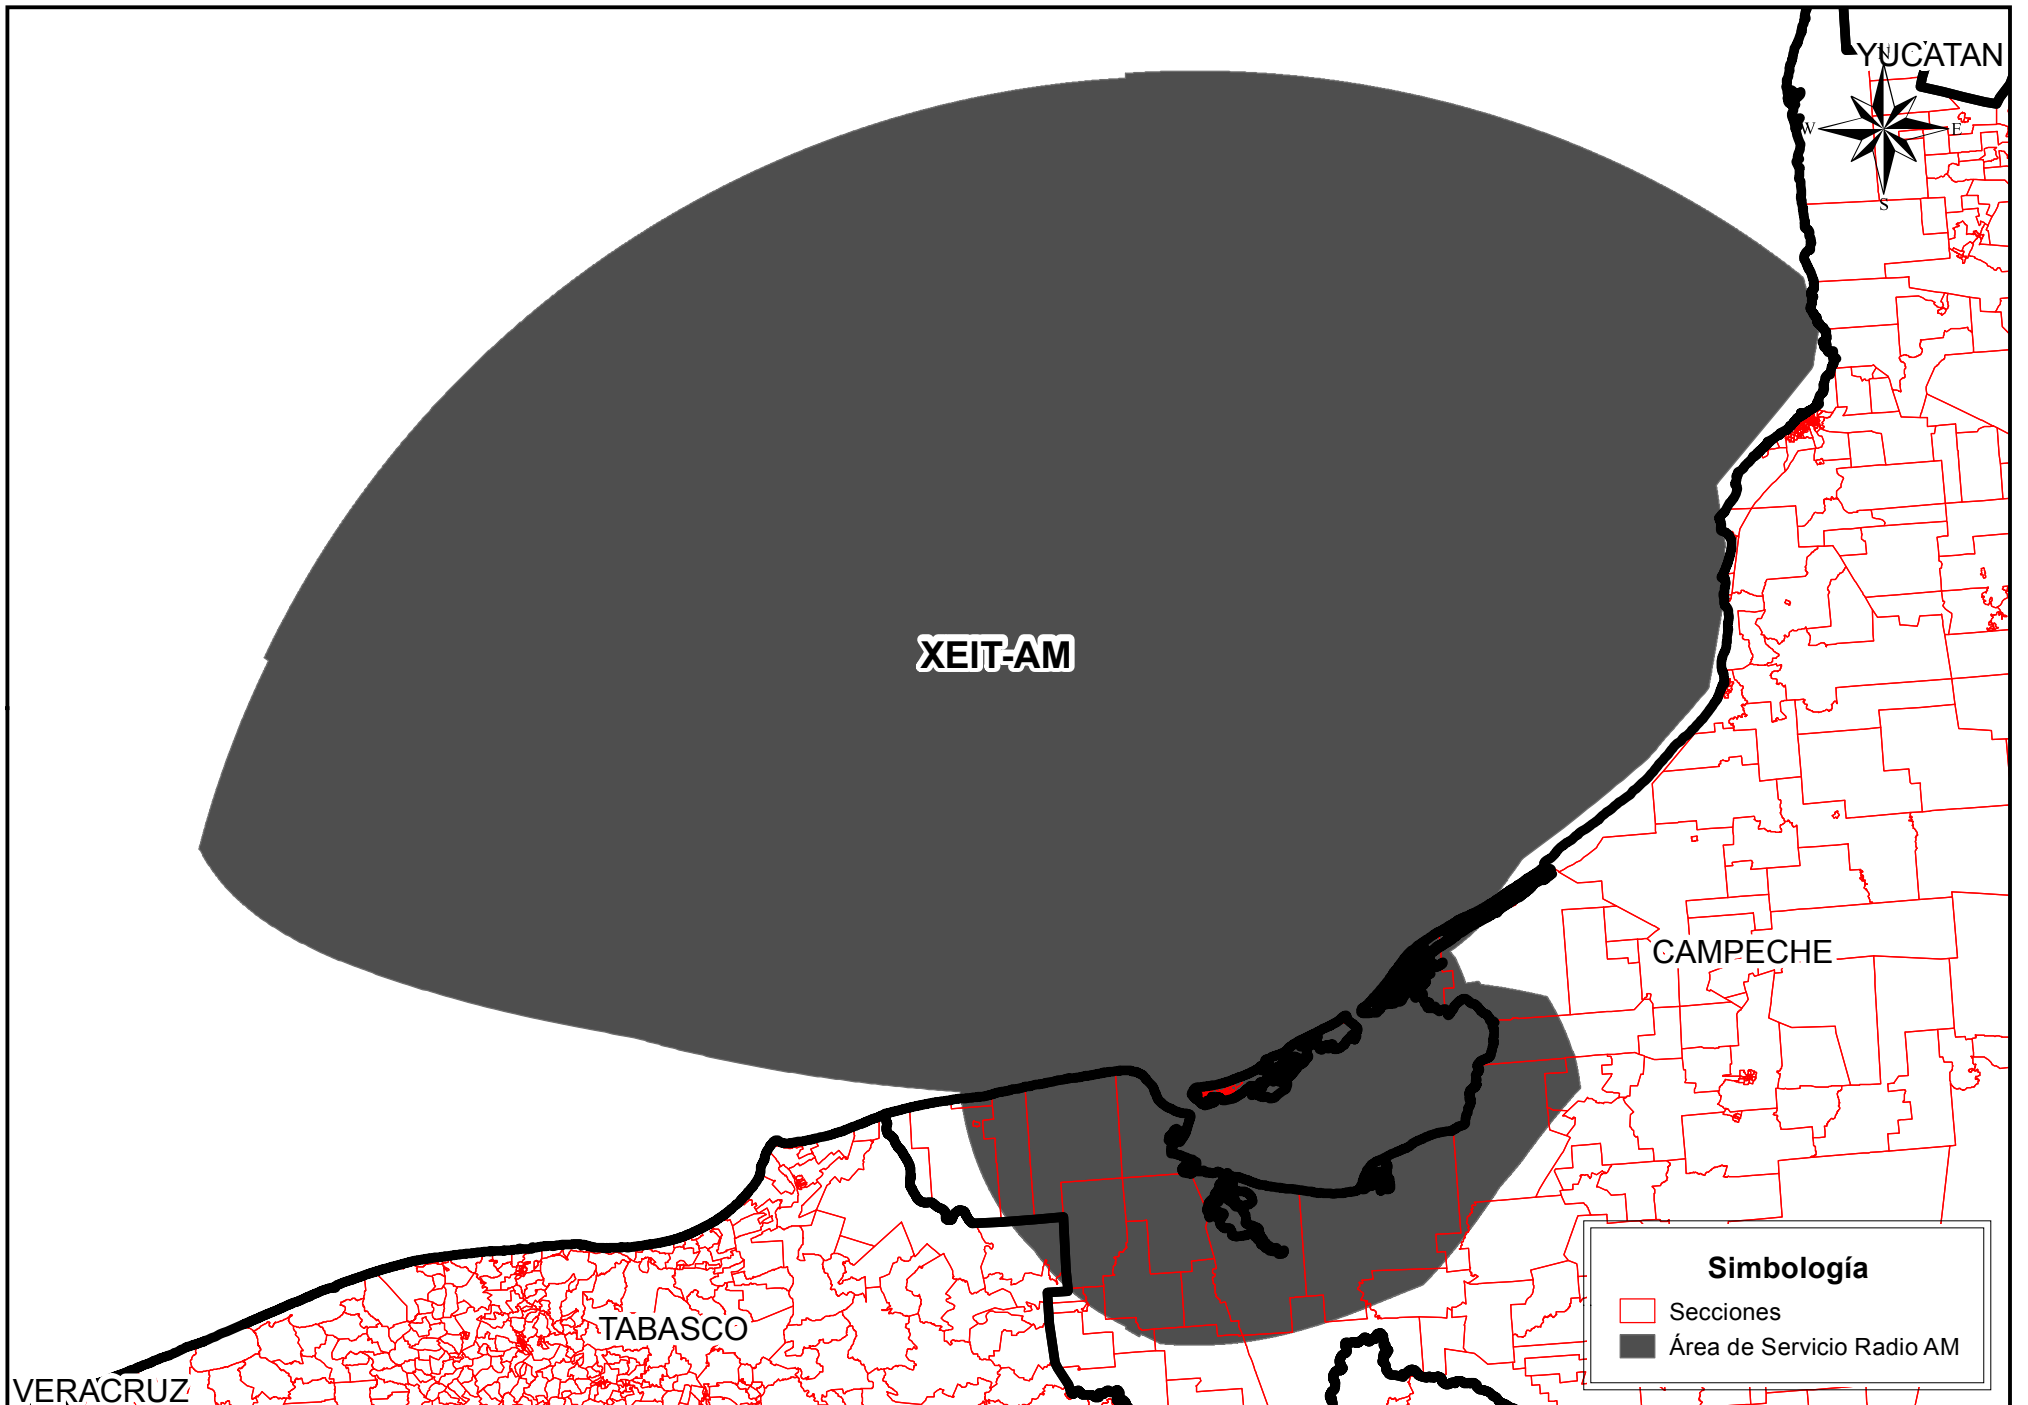 YUCATAN
N
W
E
S
XEIT-AM
CAMPECHE
TABASCO
VERACRUZ
Simbología
Secciones
Área de Servicio Radio AM